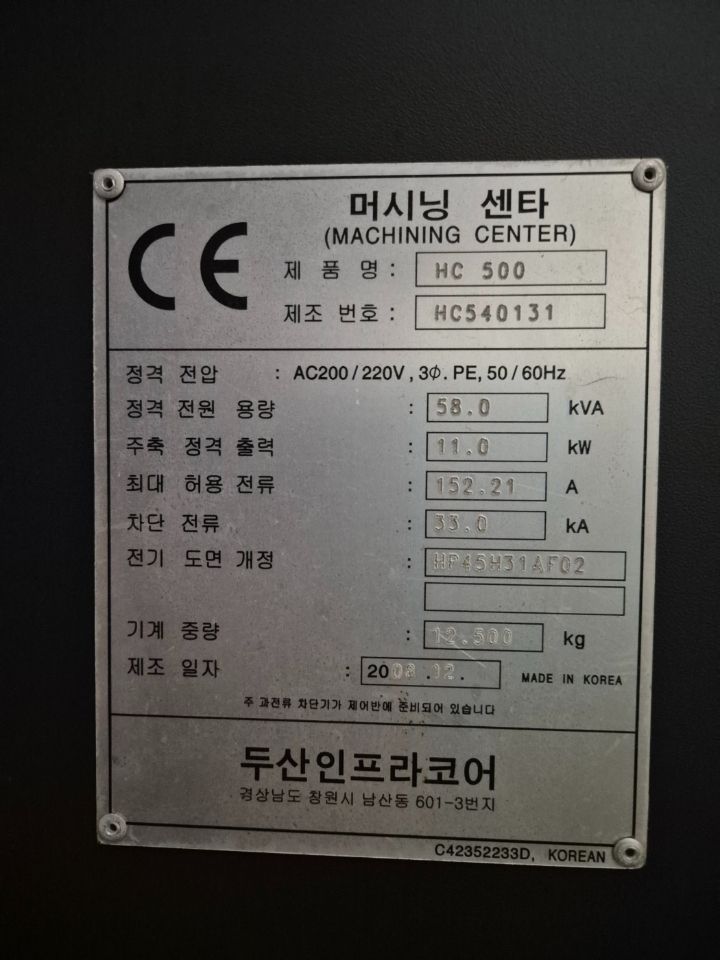 CE
머시닝 센타
(MACHINING CENTER)
제 품 명 : HC 500
제조 번호 : HC540131
정격 전압 : AC200/220V, 3Φ. PE, 50/60Hz
정격 전원 용량 : 58.0 kVA
주축 정격 출력 : 11.0 kW
최대 허용 전류 : 152.21 A
차단 전류 : 33.0 kA
전기 도면 개정 : HP45H31AF02
기계 중량 : 12.500 kg
제조 일자 : 2008.12. MADE IN KOREA
주 과전류 차단기가 제어반에 준비되어 있습니다
두산인프라코어
경상남도 창원시 남산동 601-3번지
C42352233D, KOREAN